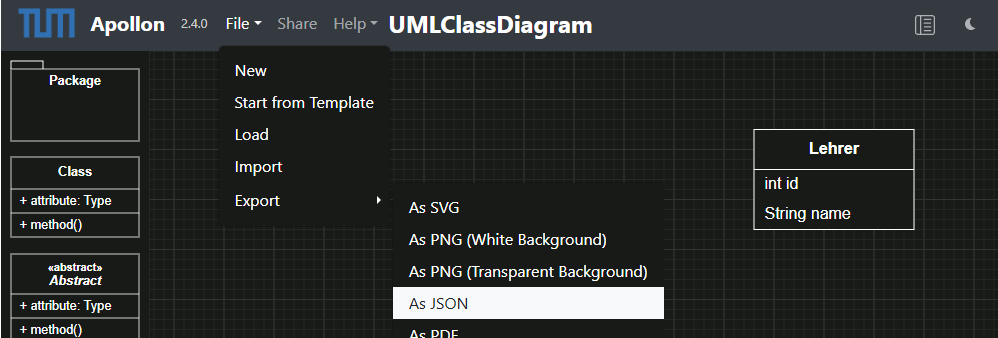 TUM Apollon 2.4.0 File Share Help UMLClassDiagram
New
Start from Template
Load
Import
Export
As SVG
As PNG (White Background)
As PNG (Transparent Background)
As JSON
As PDF
Package
Class
+ attribute: Type
+ method()
«abstract»
Abstract
+ attribute: Type
+ method()
Lehrer
int id
String name